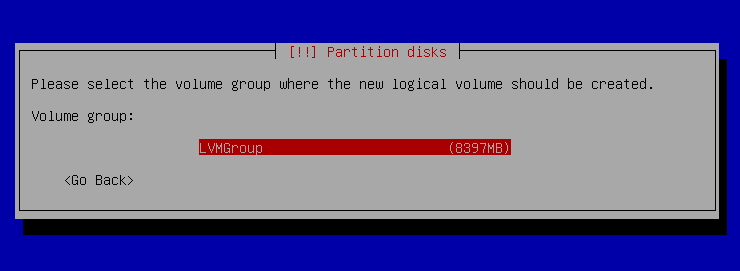 [!!] Partition disks
Please select the volume group where the new logical volume should be created.
Volume group:
LVMGroup (8397MB)
<Go Back>